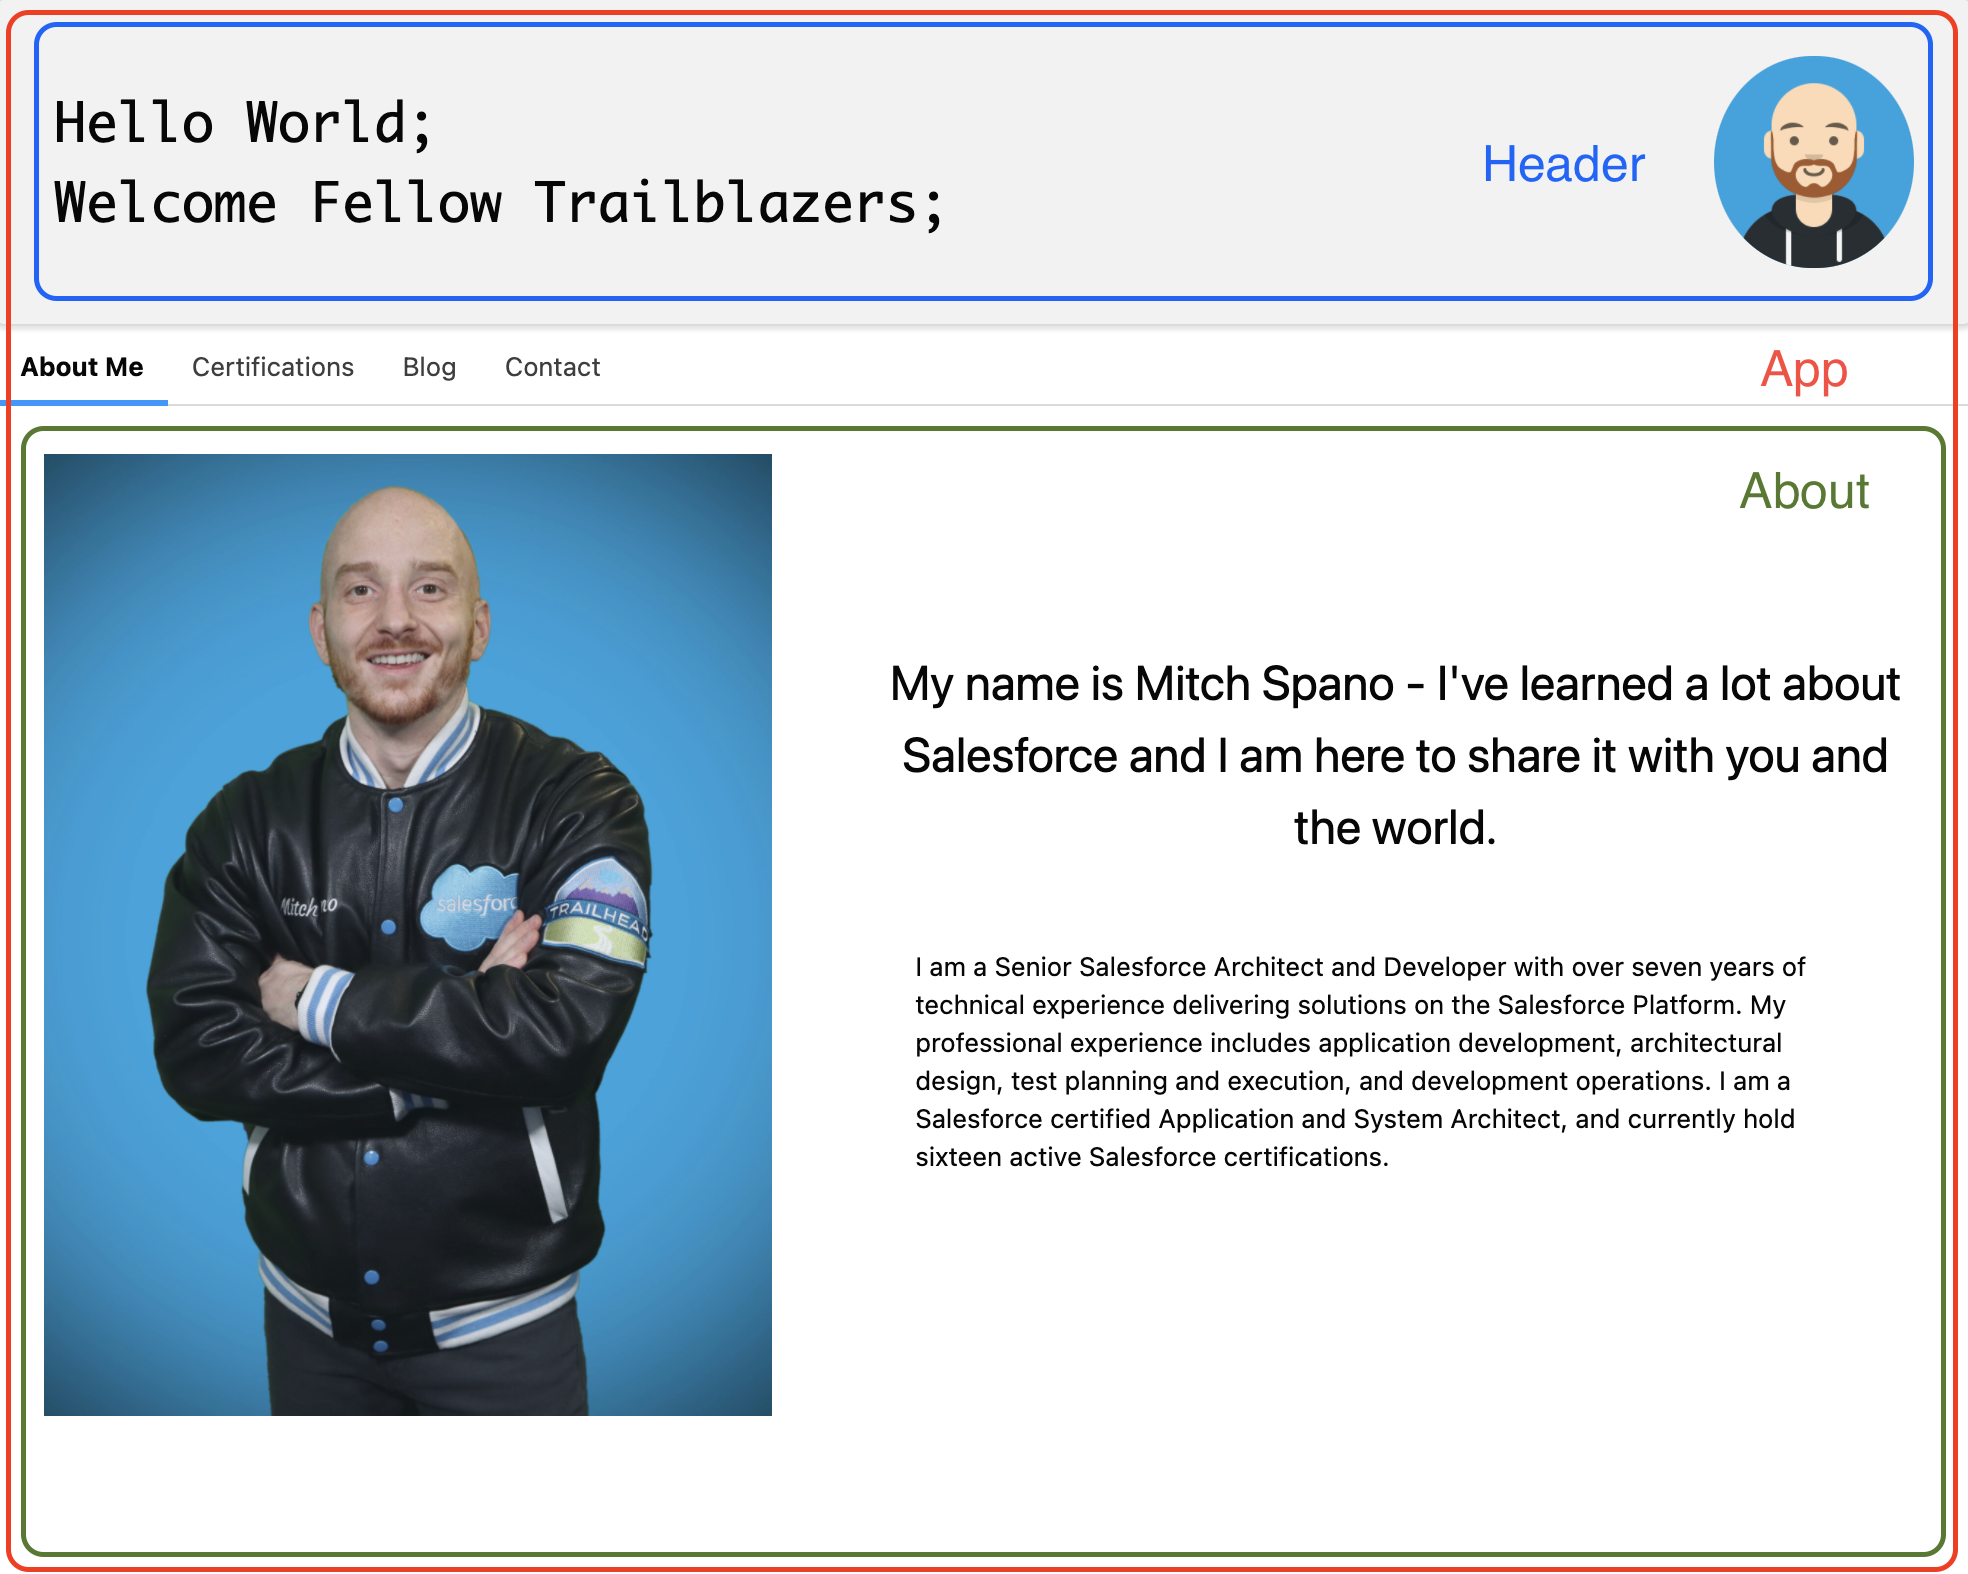 Hello World;
Welcome Fellow Trailblazers;
Header
About Me Certifications Blog Contact
App
About
My name is Mitch Spano - I've learned a lot about
Salesforce and I am here to share it with you and
the world.
I am a Senior Salesforce Architect and Developer with over seven years of
technical experience delivering solutions on the Salesforce Platform. My
professional experience includes application development, architectural
design, test planning and execution, and development operations. I am a
Salesforce certified Application and System Architect, and currently hold
sixteen active Salesforce certifications.
Mitch
salesforc
TRAILHEAD